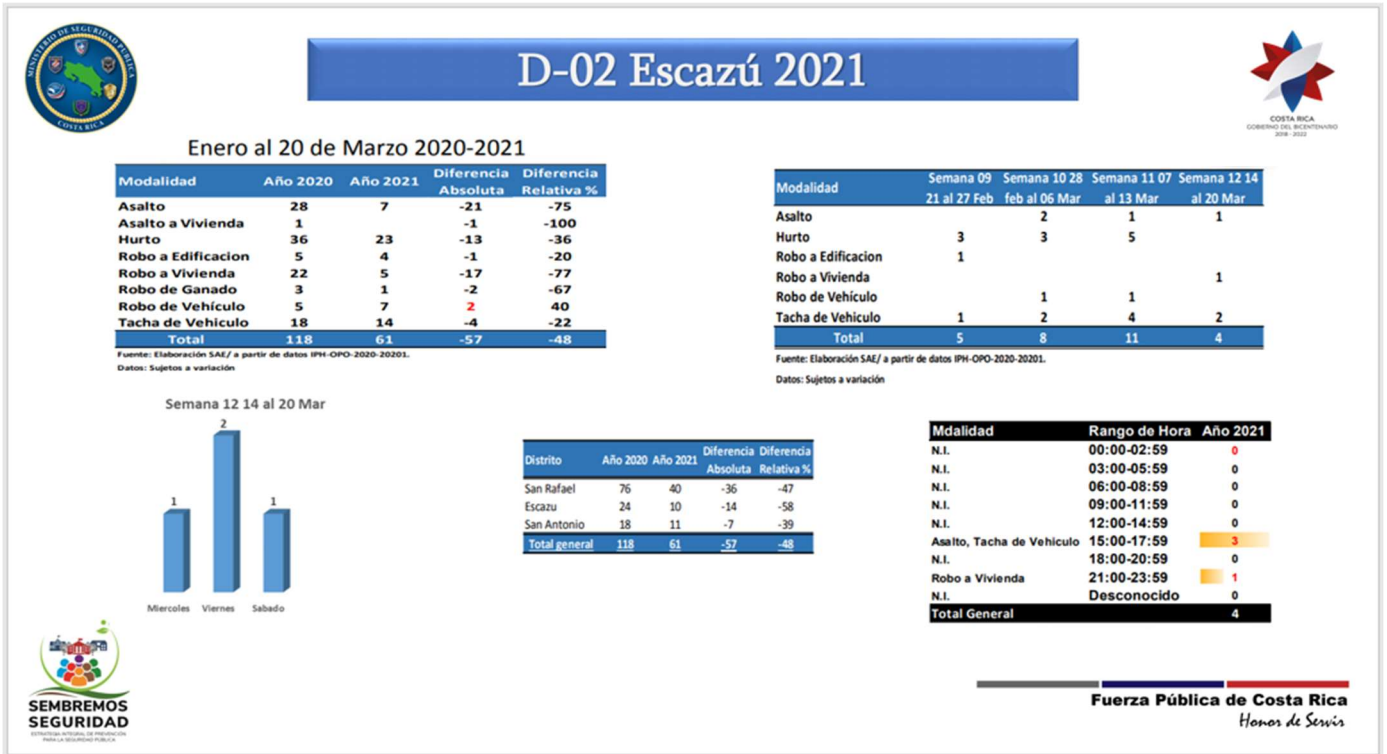 MINISTERIO DE SEGURIDAD PUBLICA
COSTA RICA
D-02 Escazú 2021
COSTA RICA
GOBIERNO DEL BICENTENARIO
2018 - 2022
Enero al 20 de Marzo 2020-2021
Modalidad Año 2020 Año 2021 Diferencia Absoluta Diferencia Relativa %
Asalto 28 7 -21 -75
Asalto a Vivienda 1 -1 -100
Hurto 36 23 -13 -36
Robo a Edificacion 5 4 -1 -20
Robo a Vivienda 22 5 -17 -77
Robo de Ganado 3 1 -2 -67
Robo de Vehículo 5 7 2 40
Tacha de Vehiculo 18 14 -4 -22
Total 118 61 -57 -48
Fuente: Elaboración SAE/ a partir de datos IPH-OPO-2020-20201.
Datos: Sujetos a variación
Modalidad Semana 09 21 al 27 Feb Semana 10 28 feb al 06 Mar Semana 11 07 al 13 Mar Semana 12 14 al 20 Mar
Asalto 2 1 1
Hurto 3 3 5
Robo a Edificacion 1
Robo a Vivienda 1
Robo de Vehículo 1 1
Tacha de Vehiculo 1 2 4 2
Total 5 8 11 4
Fuente: Elaboración SAE/ a partir de datos IPH-OPO-2020-20201.
Datos: Sujetos a variación
Semana 12 14 al 20 Mar
1 2 1
Miercoles Viernes Sabado
Distrito Año 2020 Año 2021 Diferencia Absoluta Diferencia Relativa %
San Rafael 76 40 -36 -47
Escazu 24 10 -14 -58
San Antonio 18 11 -7 -39
Total general 118 61 -57 -48
Mdalidad Rango de Hora Año 2021
N.I. 00:00-02:59 0
N.I. 03:00-05:59 0
N.I. 06:00-08:59 0
N.I. 09:00-11:59 0
N.I. 12:00-14:59 0
Asalto, Tacha de Vehiculo 15:00-17:59 3
N.I. 18:00-20:59 0
Robo a Vivienda 21:00-23:59 1
N.I. Desconocido 0
Total General 4
SEMBREMOS
SEGURIDAD
ESTRATEGIA INTEGRAL DE PREVENCIÓN
PARA LA SEGURIDAD PÚBLICA
Fuerza Pública de Costa Rica
Honor de Servir